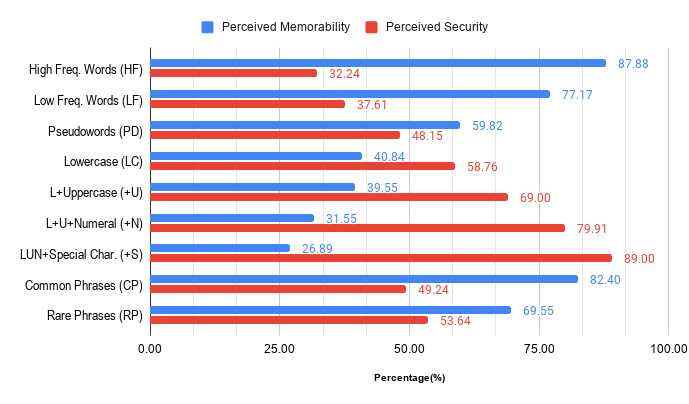 Perceived Memorability Perceived Security
High Freq. Words (HF) 87.88
32.24
Low Freq. Words (LF) 77.17
37.61
Pseudowords (PD) 59.82
48.15
Lowercase (LC) 40.84
58.76
L+Uppercase (+U) 39.55
69.00
L+U+Numeral (+N) 31.55
79.91
LUN+Special Char. (+S) 26.89
89.00
Common Phrases (CP) 82.40
49.24
Rare Phrases (RP) 69.55
53.64
0.00 25.00 50.00 75.00 100.00
Percentage(%)